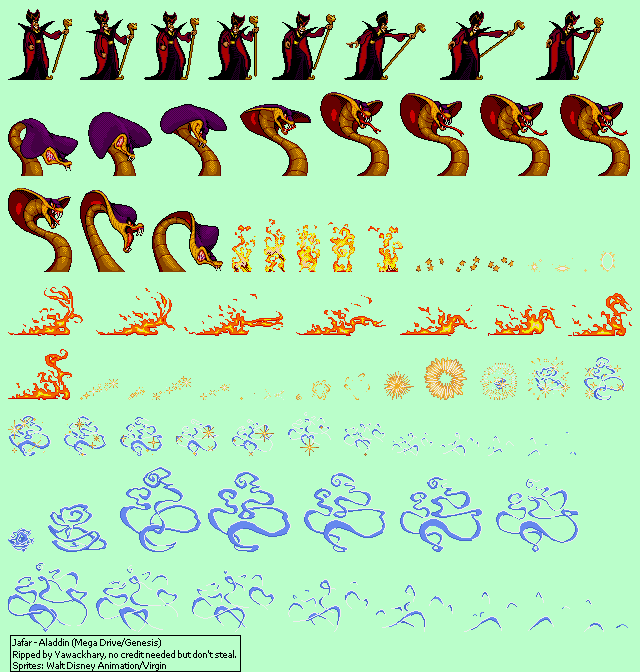 Jafar - Aladdin (Mega Drive/Genesis)
Ripped by Yawackhary, no credit needed but don't steal.
Sprites: Walt Disney Animation/Virgin